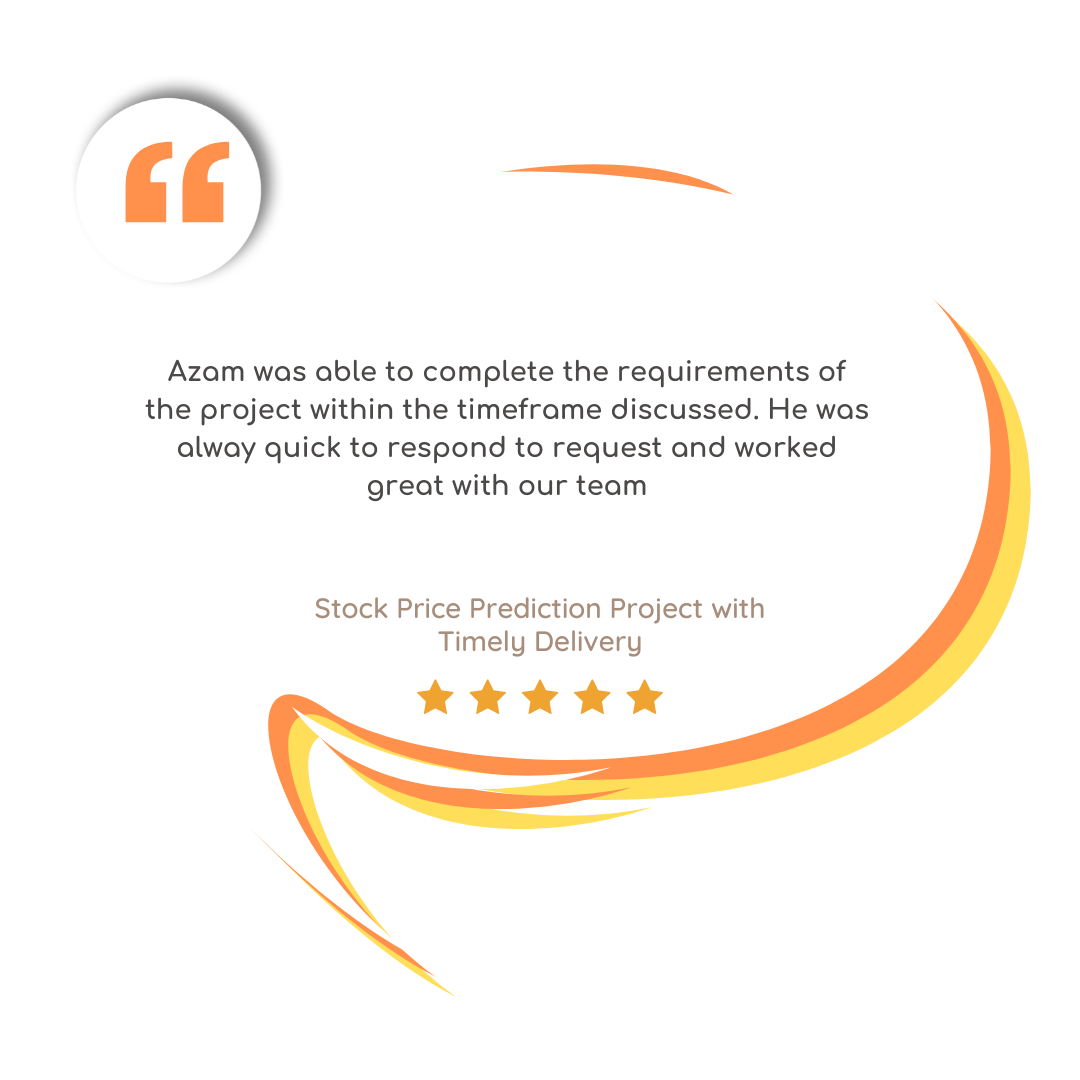 Azam was able to complete the requirements of
the project within the timeframe discussed. He was
alway quick to respond to request and worked
great with our team
Stock Price Prediction Project with
Timely Delivery